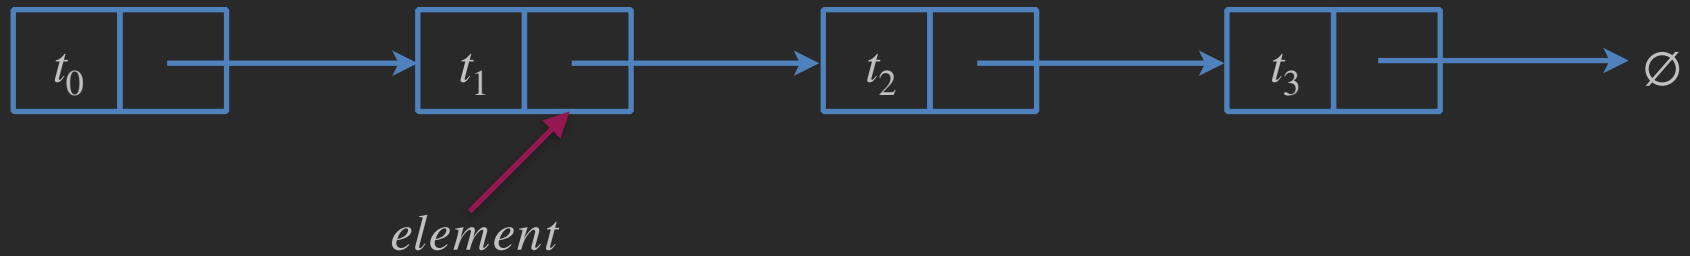 t₀ t₁ t₂ t₃ ∅
element